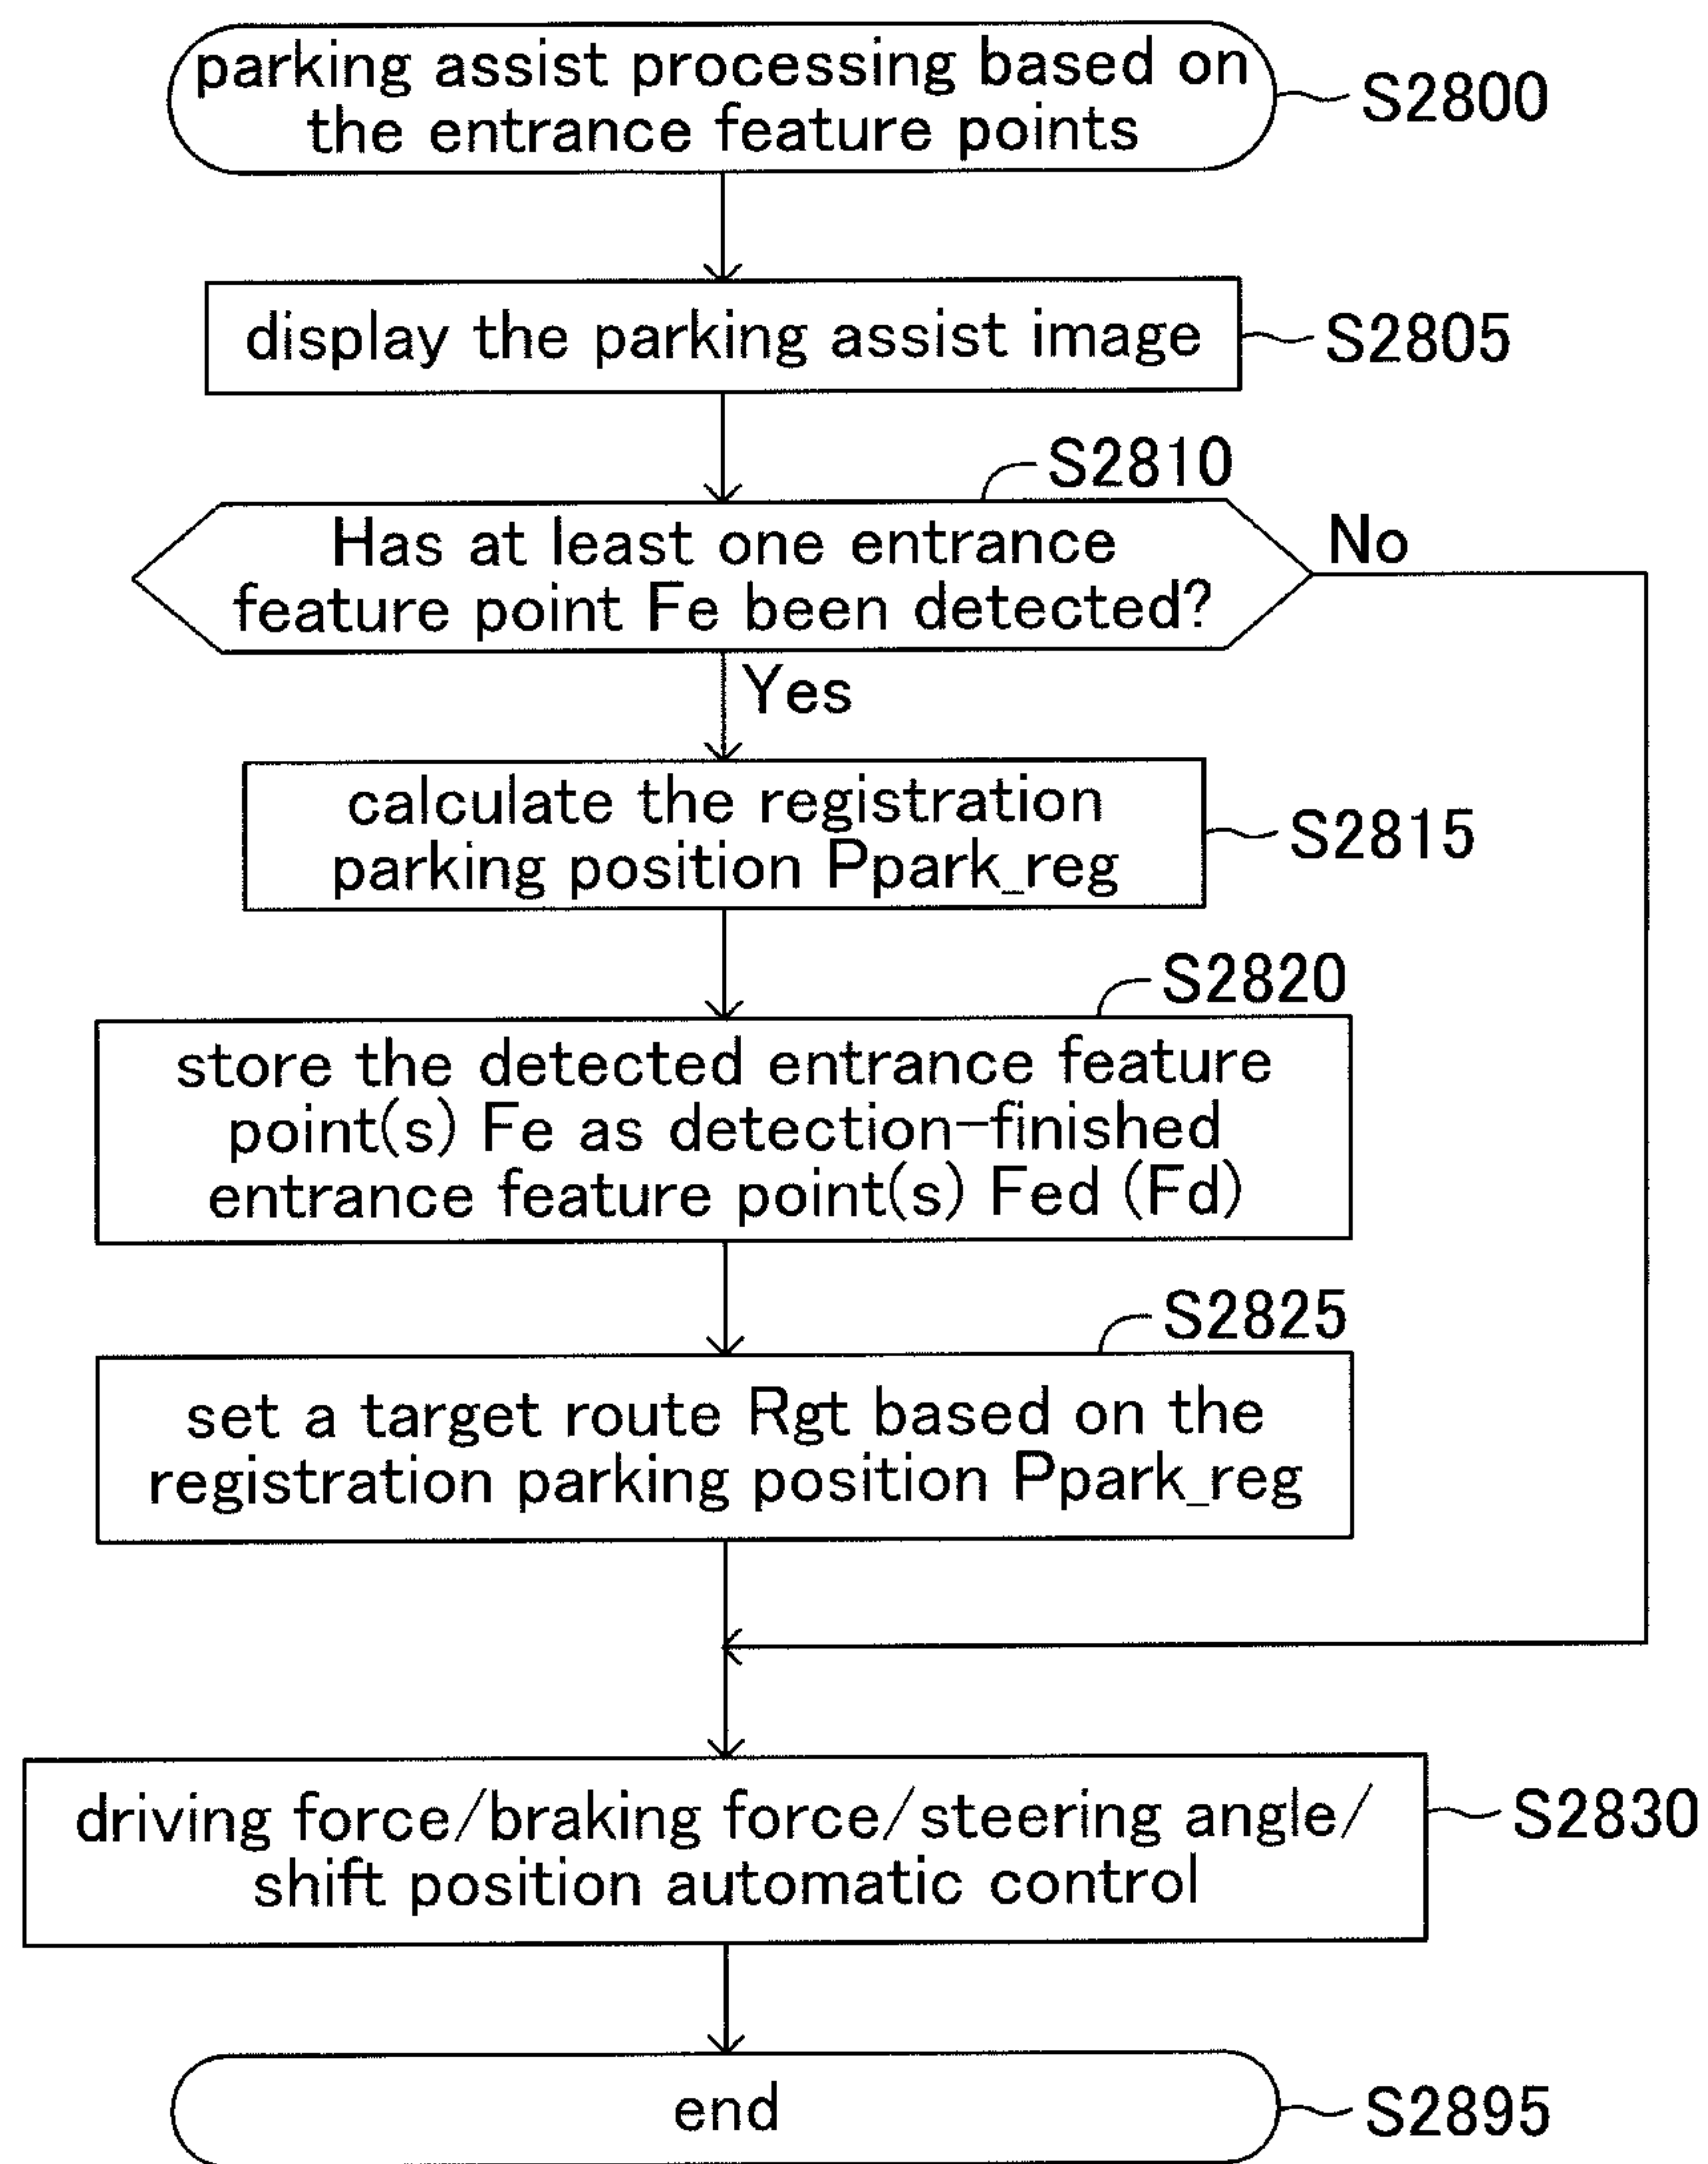 parking assist processing based on
the entrance feature points
S2800
display the parking assist image
S2805
S2810
Has at least one entrance
feature point Fe been detected?
No
Yes
calculate the registration
parking position Ppark_reg
S2815
S2820
store the detected entrance feature
point(s) Fe as detection-finished
entrance feature point(s) Fed (Fd)
S2825
set a target route Rgt based on the
registration parking position Ppark_reg
driving force/braking force/steering angle/
shift position automatic control
S2830
end
S2895